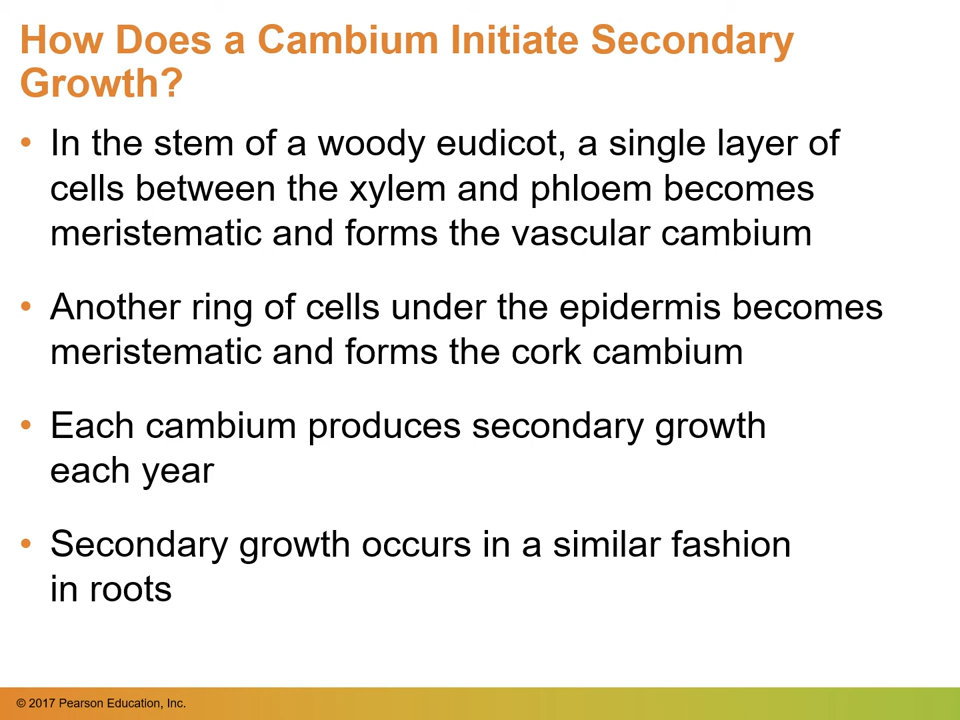 How Does a Cambium Initiate Secondary
Growth?
• In the stem of a woody eudicot, a single layer of
cells between the xylem and phloem becomes
meristematic and forms the vascular cambium
• Another ring of cells under the epidermis becomes
meristematic and forms the cork cambium
• Each cambium produces secondary growth
each year
• Secondary growth occurs in a similar fashion
in roots
© 2017 Pearson Education, Inc.